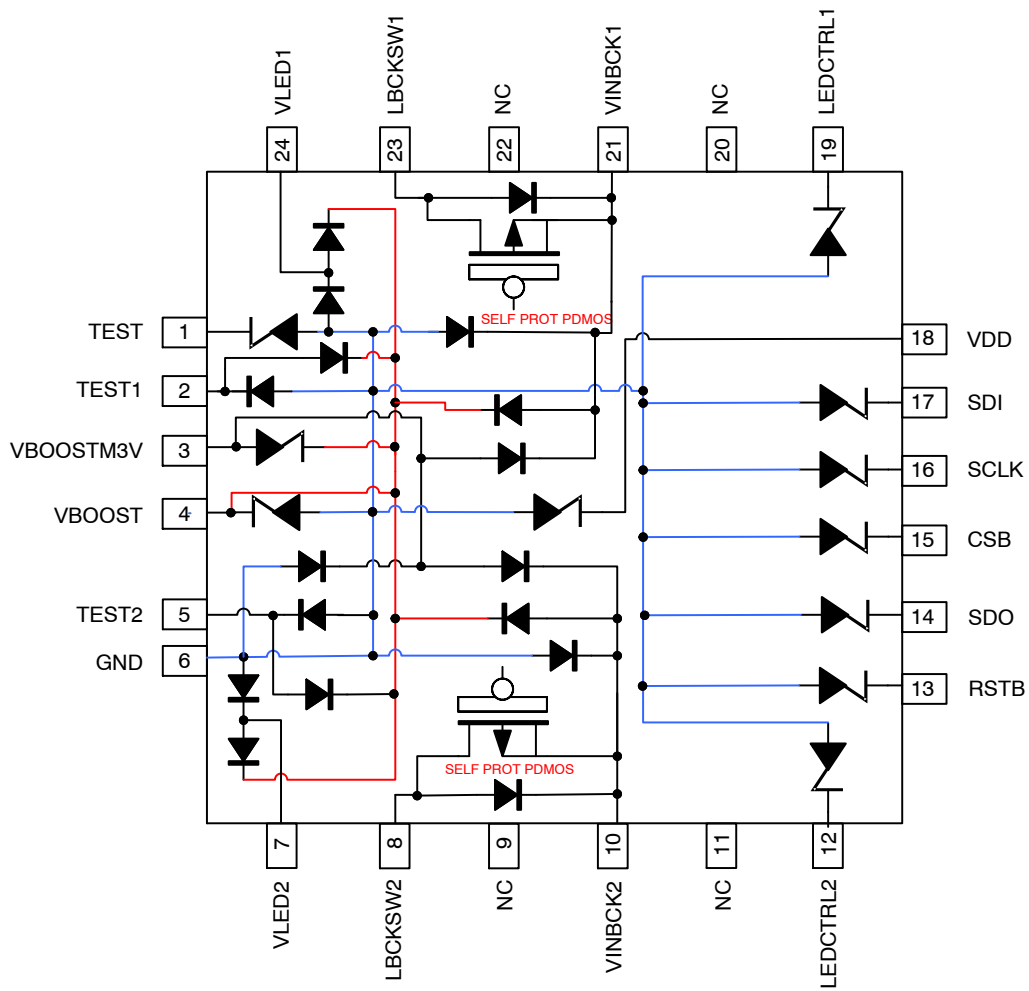 VLED1
LBCKSW1
NC
VINBCK1
NC
LEDCTRL1
24
23
22
21
20
19
SELF PROT PDMOS
TEST 1
18 VDD
TEST1 2
17 SDI
VBOOSTM3V 3
16 SCLK
VBOOST 4
15 CSB
TEST2 5
14 SDO
GND 6
13 RSTB
SELF PROT PDMOS
7
8
9
10
11
12
VLED2
LBCKSW2
NC
VINBCK2
NC
LEDCTRL2